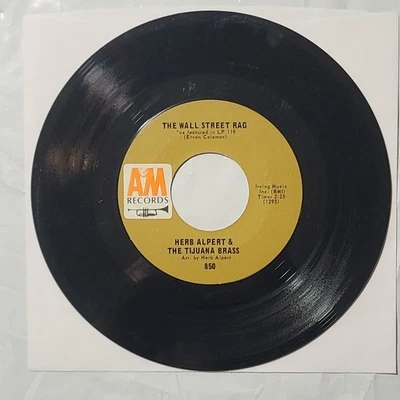 THE WALL STREET RAG
*as featured in LP 119
(Ervan Coleman)
A&M
RECORDS
Irving Music
Inc. (BMI)
Time: 2:25
(1292)
HERB ALPERT &
THE TIJUANA BRASS
Arr. by Herb Alpert
850